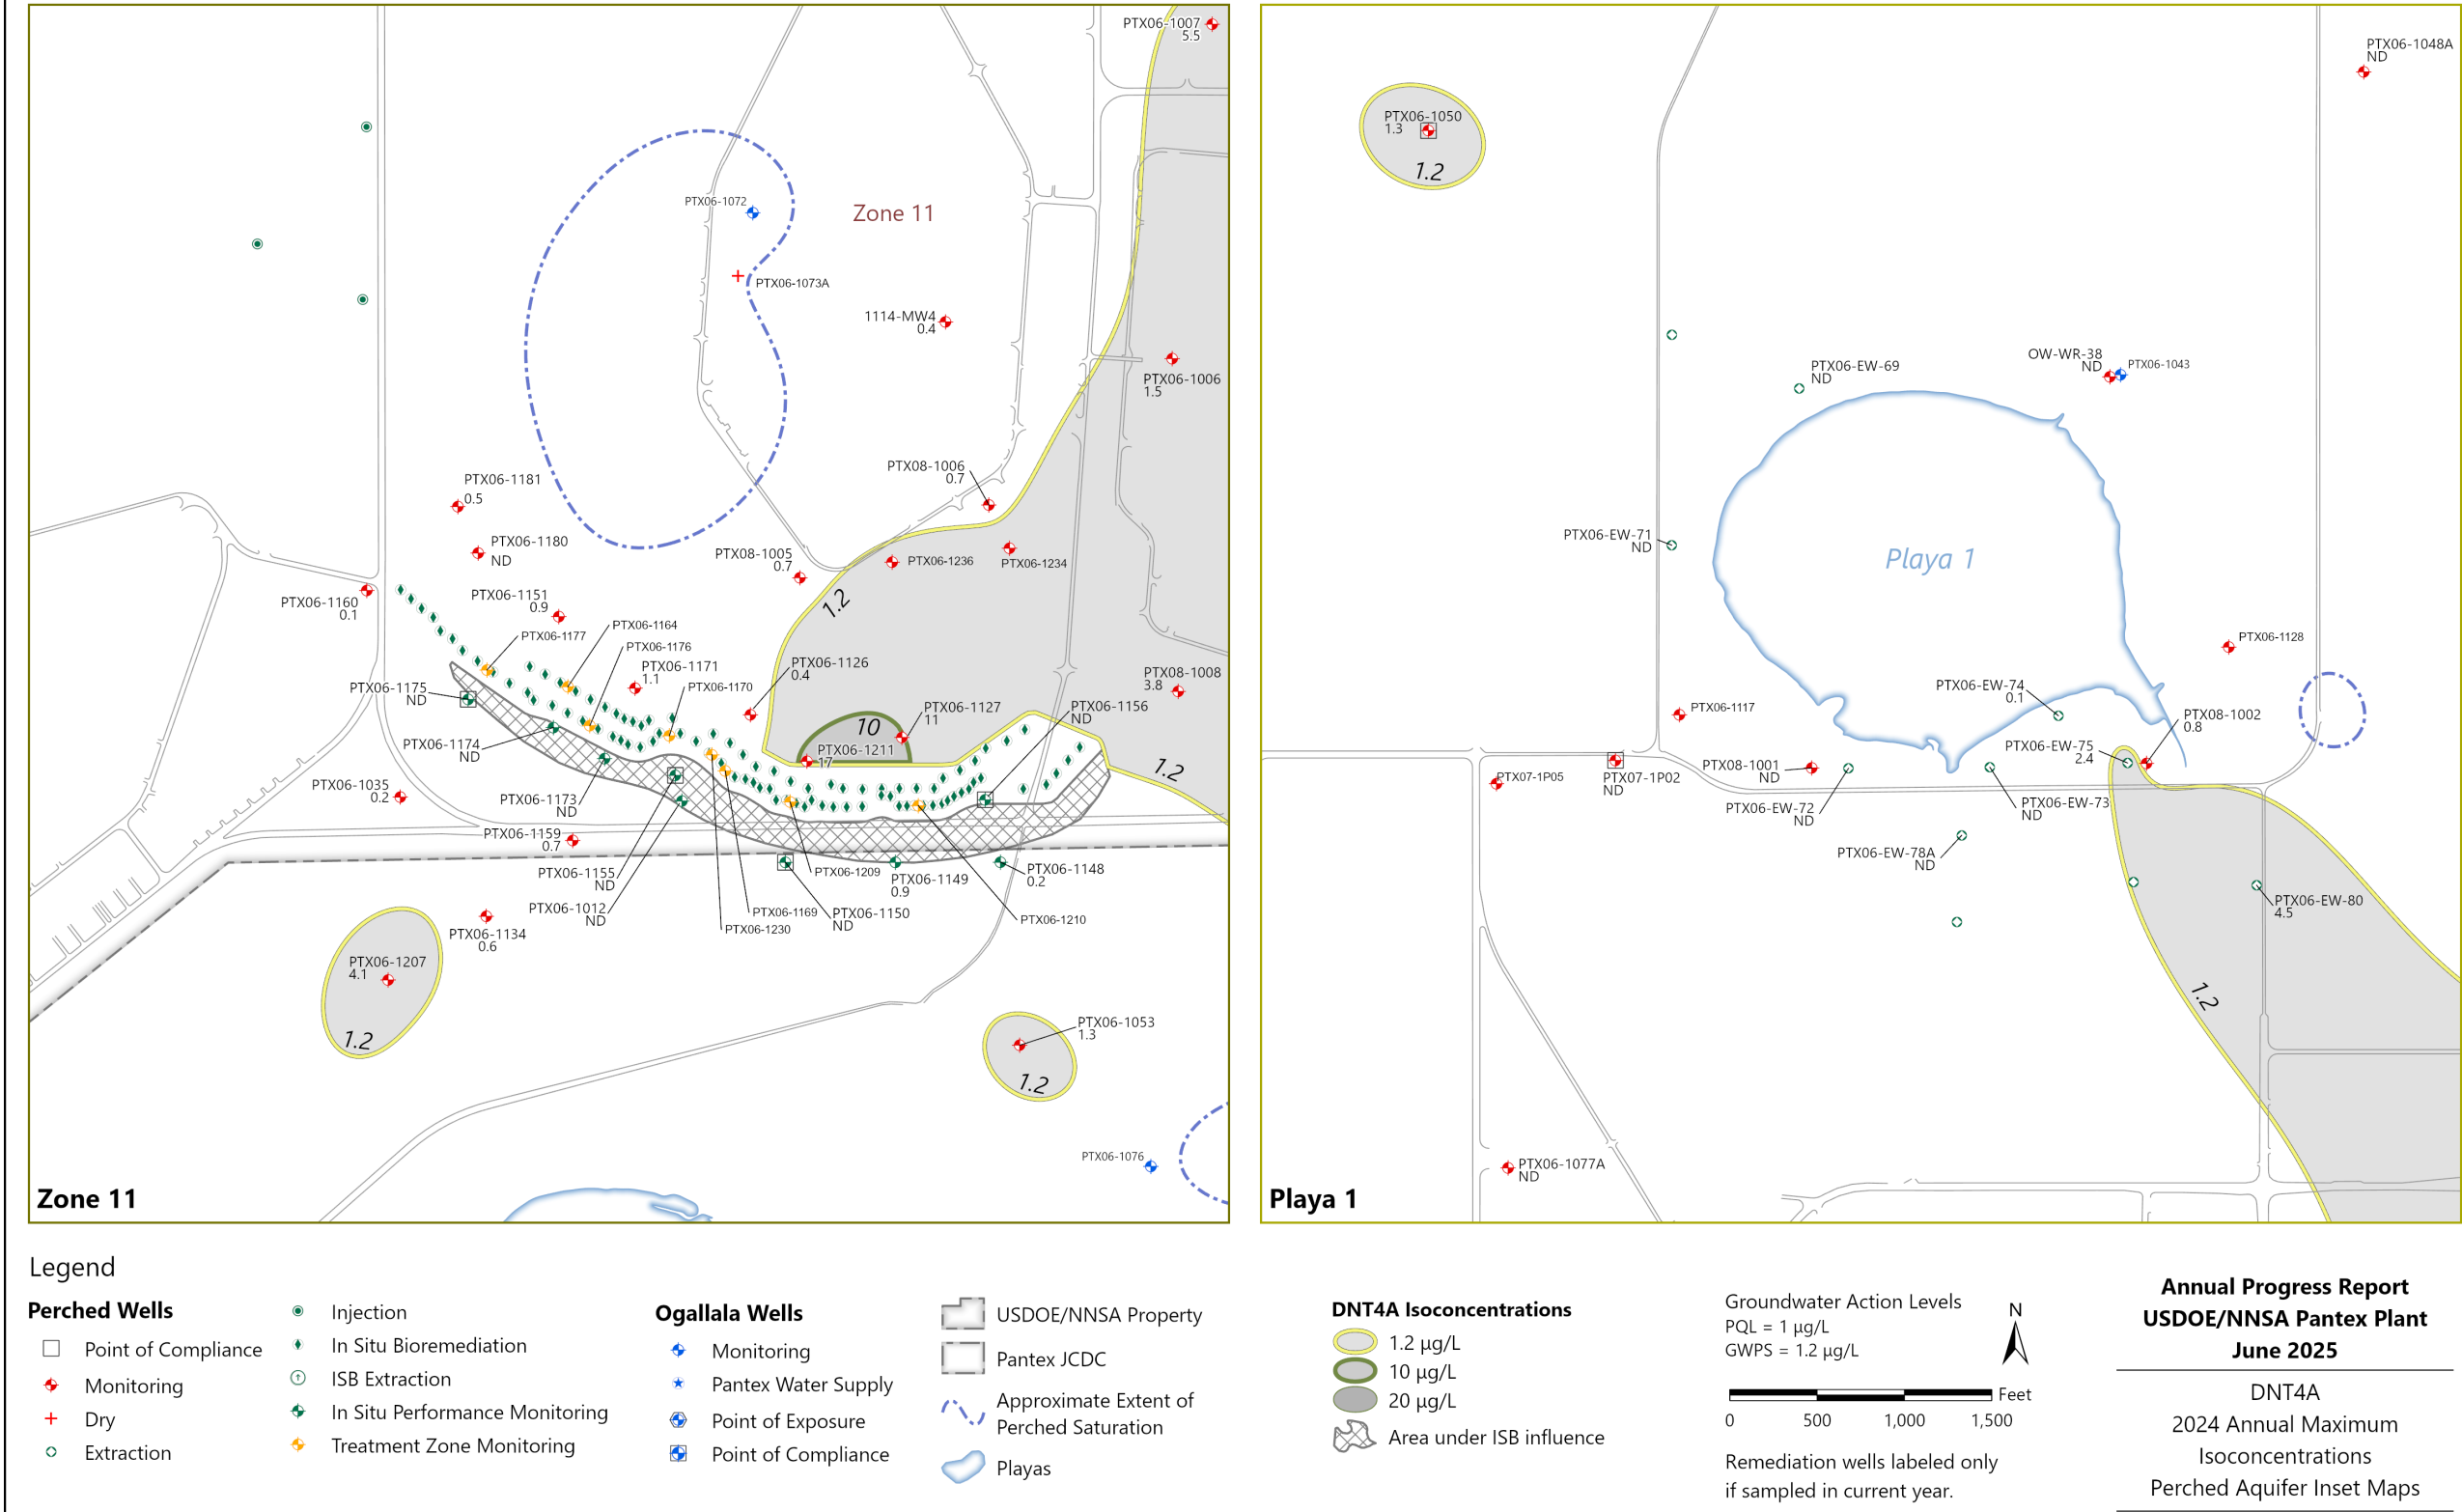 PTX06-1007
5.5
PTX06-1072
Zone 11
PTX06-1073A
1114-MW4
0.4
PTX06-1006
1.5
PTX08-1006
0.7
PTX06-1181
0.5
PTX06-1180
ND
PTX08-1005
0.7
PTX06-1236
PTX06-1234
1.2
PTX06-1160
0.1
PTX06-1151
0.9
PTX06-1177
PTX06-1164
PTX06-1176
PTX06-1171
1.1
PTX06-1170
PTX06-1126
0.4
PTX08-1008
3.8
PTX06-1175
ND
PTX06-1127
11
10
PTX06-1156
ND
PTX06-1174
ND
PTX06-1211
17
1.2
PTX06-1035
0.2
PTX06-1173
ND
PTX06-1159
0.7
PTX06-1155
ND
PTX06-1012
ND
PTX06-1209
PTX06-1149
0.9
PTX06-1148
0.2
PTX06-1169
PTX06-1230
PTX06-1150
ND
PTX06-1210
PTX06-1134
0.6
PTX06-1207
4.1
1.2
PTX06-1053
1.3
1.2
PTX06-1076
Zone 11
PTX06-1048A
ND
PTX06-1050
1.3
1.2
PTX06-EW-69
ND
OW-WR-38
ND
PTX06-1043
PTX06-EW-71
ND
Playa 1
PTX06-1128
PTX06-EW-74
0.1
PTX06-1117
PTX08-1002
0.8
PTX06-EW-75
2.4
PTX07-1P05
PTX07-1P02
ND
PTX08-1001
ND
PTX06-EW-72
ND
PTX06-EW-73
ND
PTX06-EW-78A
ND
PTX06-EW-80
4.5
1.2
PTX06-1077A
ND
Playa 1
Legend
Perched Wells
Point of Compliance
Monitoring
Dry
Extraction
Injection
In Situ Bioremediation
ISB Extraction
In Situ Performance Monitoring
Treatment Zone Monitoring
Ogallala Wells
Monitoring
Pantex Water Supply
Point of Exposure
Point of Compliance
USDOE/NNSA Property
Pantex JCDC
Approximate Extent of
Perched Saturation
Playas
DNT4A Isoconcentrations
1.2 µg/L
10 µg/L
20 µg/L
Area under ISB influence
Groundwater Action Levels
PQL = 1 µg/L
GWPS = 1.2 µg/L
N
Feet
0 500 1,000 1,500
Remediation wells labeled only
if sampled in current year.
Annual Progress Report
USDOE/NNSA Pantex Plant
June 2025
DNT4A
2024 Annual Maximum
Isoconcentrations
Perched Aquifer Inset Maps